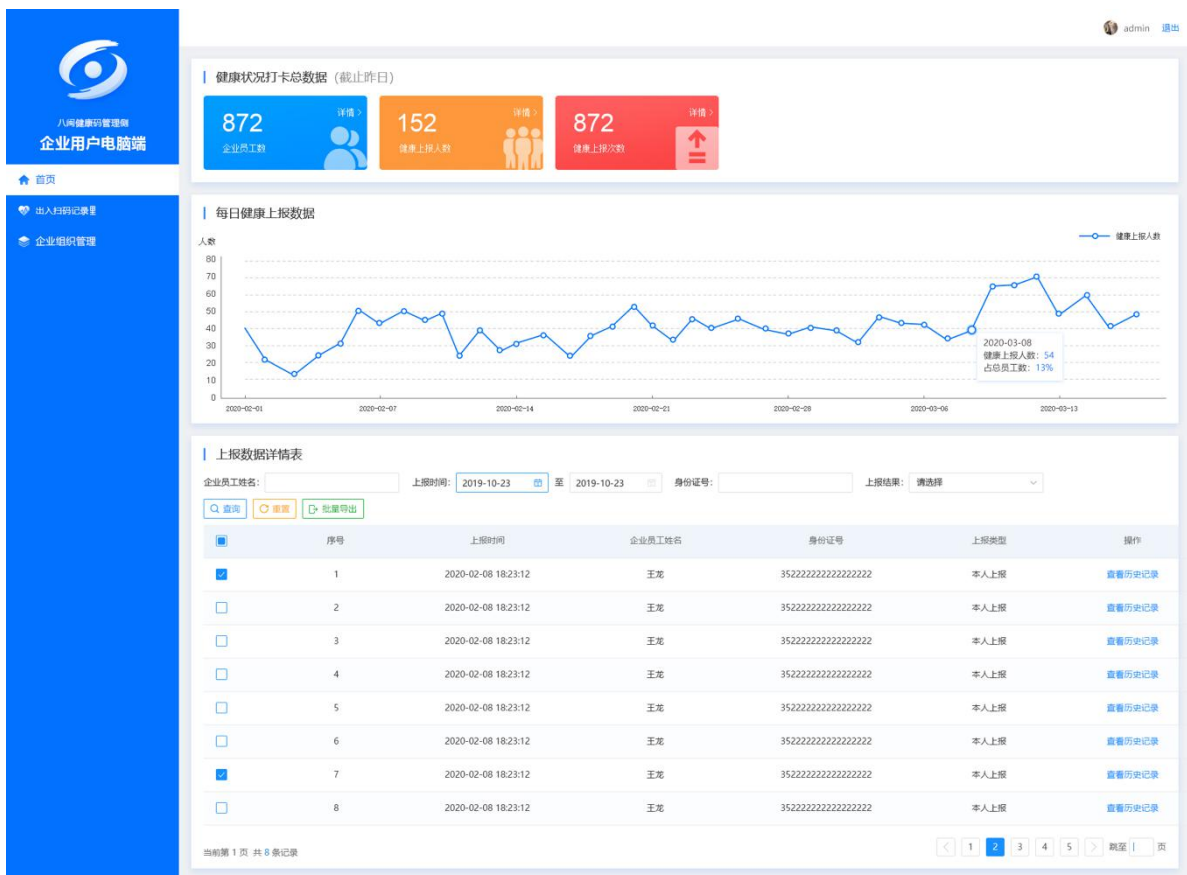 admin 退出
八闽健康码管理侧
企业用户电脑端
首页
出入扫码记录里
企业组织管理
健康状况打卡总数据 (截止昨日)
872 详情 >
企业员工数
152 详情 >
健康上报人数
872 详情 >
健康上报次数
每日健康上报数据
人数
健康上报人数
80
70
60
50
40
30
20
10
0
2020-02-01 2020-02-07 2020-02-14 2020-02-21 2020-02-28 2020-03-06 2020-03-13
2020-03-08
健康上报人数: 54
占总员工数: 13%
上报数据详情表
企业员工姓名: 上报时间: 2019-10-23 至 2019-10-23 身份证号: 上报结果: 请选择
查询 重置 批量导出
序号 上报时间 企业员工姓名 身份证号 上报类型 操作
1 2020-02-08 18:23:12 王龙 352222222222222222 本人上报 查看历史记录
2 2020-02-08 18:23:12 王龙 352222222222222222 本人上报 查看历史记录
3 2020-02-08 18:23:12 王龙 352222222222222222 本人上报 查看历史记录
4 2020-02-08 18:23:12 王龙 352222222222222222 本人上报 查看历史记录
5 2020-02-08 18:23:12 王龙 352222222222222222 本人上报 查看历史记录
6 2020-02-08 18:23:12 王龙 352222222222222222 本人上报 查看历史记录
7 2020-02-08 18:23:12 王龙 352222222222222222 本人上报 查看历史记录
8 2020-02-08 18:23:12 王龙 352222222222222222 本人上报 查看历史记录
当前第 1 页 共 8 条记录 < 1 2 3 4 5 > 跳至 页